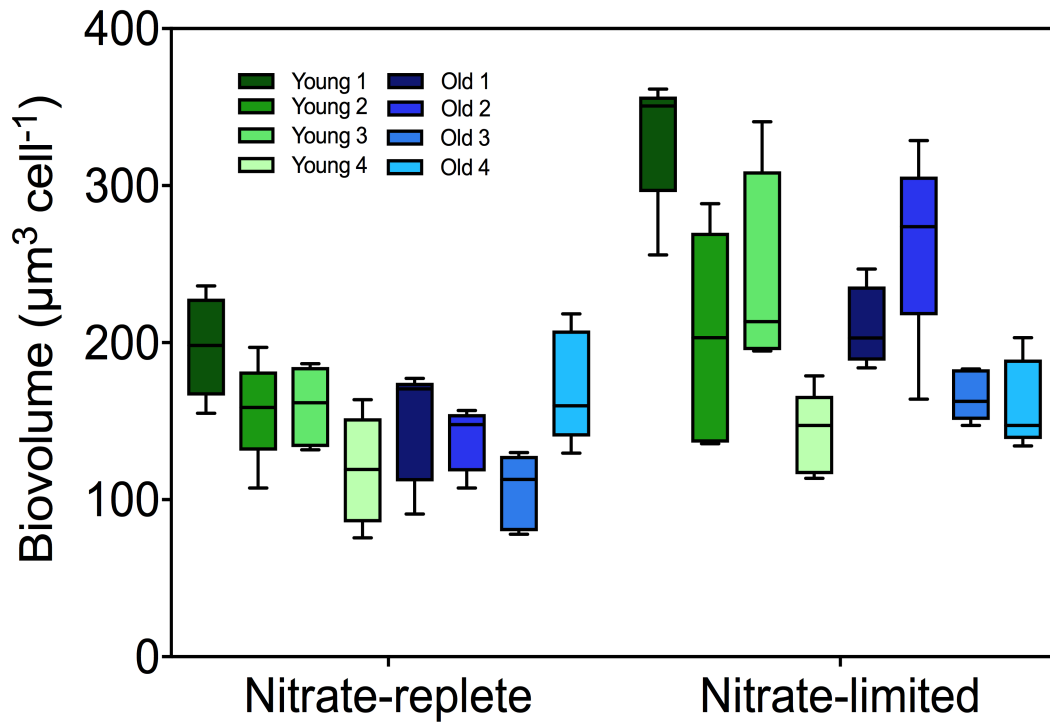 400
300
200
100
0
Biovolume (µm³ cell⁻¹)
Young 1
Young 2
Young 3
Young 4
Old 1
Old 2
Old 3
Old 4
Nitrate-replete
Nitrate-limited